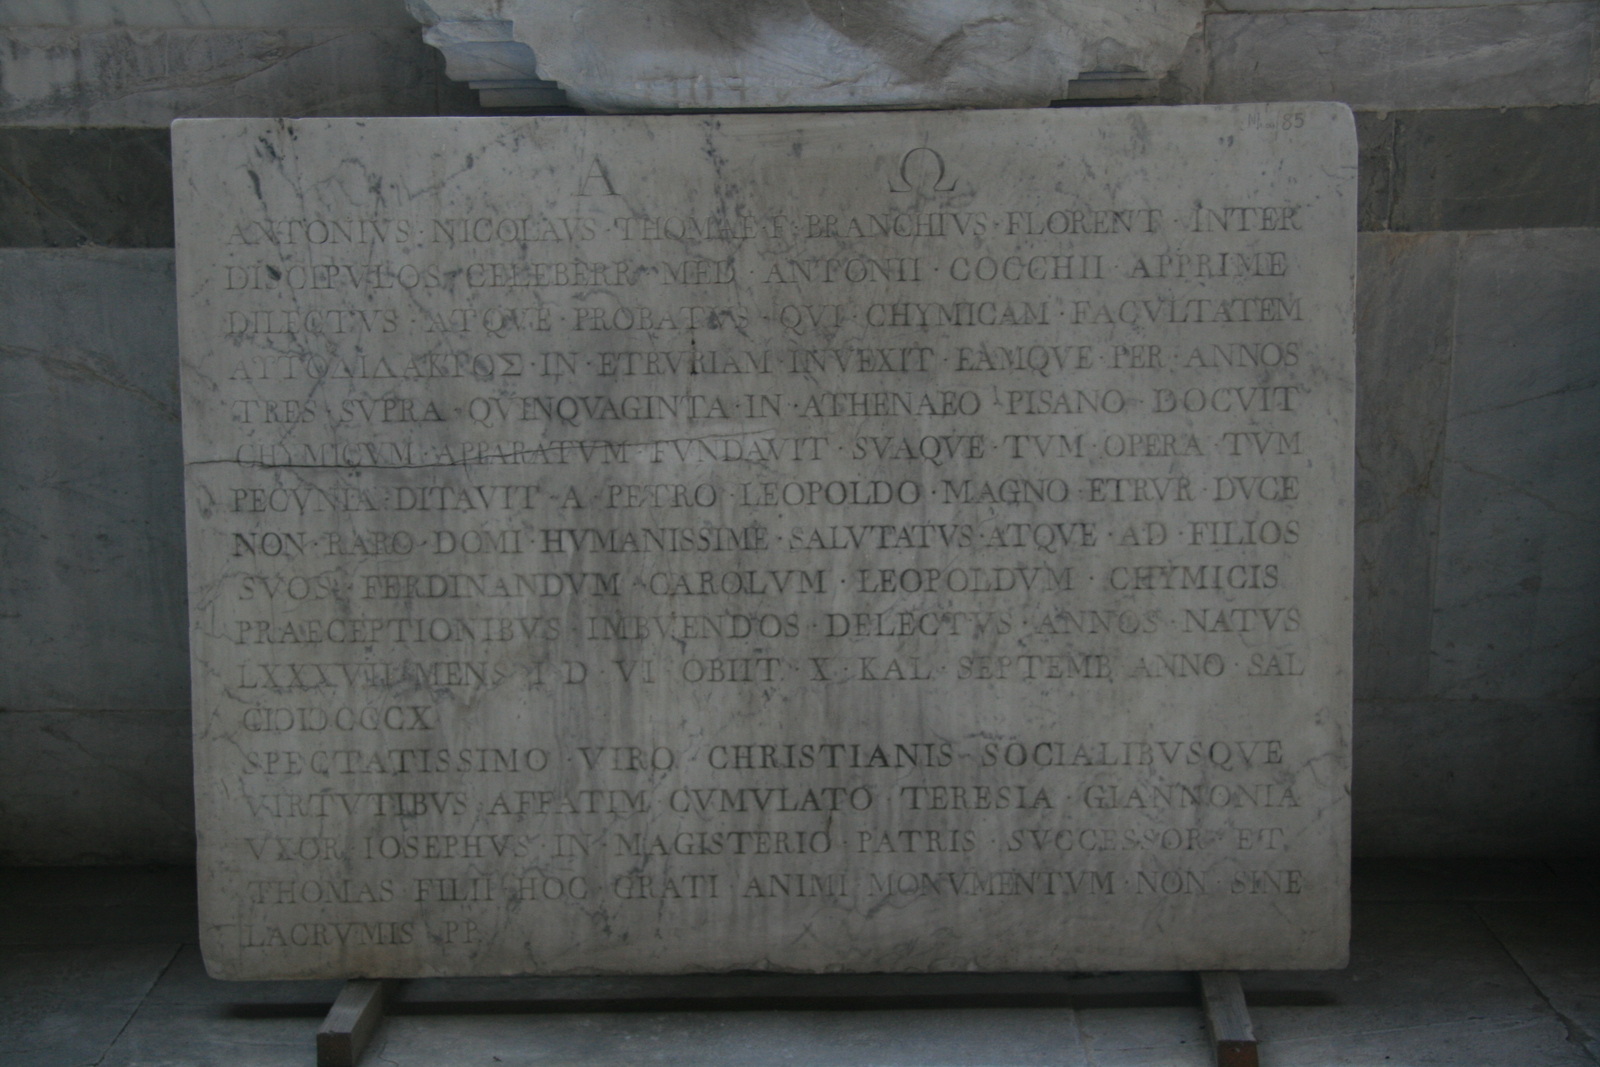 Α Ω
ANTONIVS · NICOLAVS · THOMAE · F · BRANCHIVS · FLORENT · INTER
DISCIPVLOS · CELEBERR · MED · ANTONII · COCCHII · APPRIME
DILECTVS · ATQVE · PROBATVS · QVI · CHYMICAM · FACVLTATEM
IN · ETRVRIAM · INVEXIT · EAMQVE · PER · ANNOS
TRES · SVPRA · QVINQVAGINTA · IN · ATHENAEO · PISANO · DOCVIT
CHYMICVM · APPARATVM · FVNDAVIT · SVAQVE · TVM · OPERA · TVM
PECVNIA · DITAVIT · A · PETRO · LEOPOLDO · MAGNO · ETRVR · DVCE
NON · RARO · DOMI · HVMANISSIME · SALVTATVS · ATQVE · AD · FILIOS
SVOS · FERDINANDVM · CAROLVM · LEOPOLDVM · CHYMICIS
PRAECEPTIONIBVS · IMBVENDOS · DELECTVS · ANNOS · NATVS
LXXXVII · MENS · I · D · VI · OBIIT · X · KAL · SEPTEMB · ANNO · SAL
CIƆIƆCCCX
SPECTATISSIMO · VIRO · CHRISTIANIS · SOCIALIBVSQVE
VIRTVTIBVS · AFFATIM · CVMVLATO · TERESIA · GIANNONIA
VXOR · IOSEPHVS · IN · MAGISTERIO · PATRIS · SVCCESSOR · ET
THOMAS · FILII · HOC · GRATI · ANIMI · MONVMENTVM · NON · SINE
LACRVMIS · PP